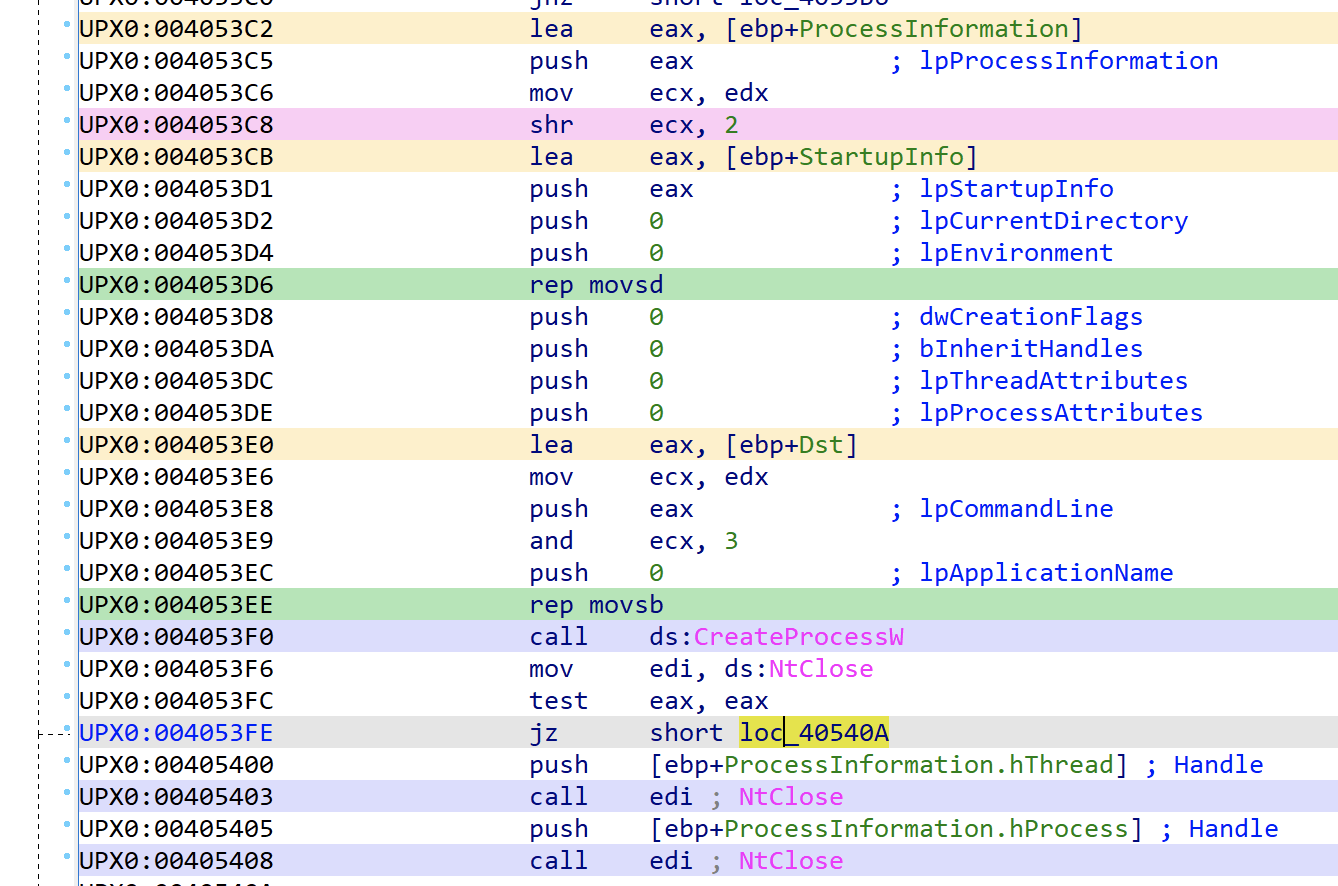 UPX0:004053C2 lea eax, [ebp+ProcessInformation]
UPX0:004053C5 push eax ; lpProcessInformation
UPX0:004053C6 mov ecx, edx
UPX0:004053C8 shr ecx, 2
UPX0:004053CB lea eax, [ebp+StartupInfo]
UPX0:004053D1 push eax ; lpStartupInfo
UPX0:004053D2 push 0 ; lpCurrentDirectory
UPX0:004053D4 push 0 ; lpEnvironment
UPX0:004053D6 rep movsd
UPX0:004053D8 push 0 ; dwCreationFlags
UPX0:004053DA push 0 ; bInheritHandles
UPX0:004053DC push 0 ; lpThreadAttributes
UPX0:004053DE push 0 ; lpProcessAttributes
UPX0:004053E0 lea eax, [ebp+Dst]
UPX0:004053E6 mov ecx, edx
UPX0:004053E8 push eax ; lpCommandLine
UPX0:004053E9 and ecx, 3
UPX0:004053EC push 0 ; lpApplicationName
UPX0:004053EE rep movsb
UPX0:004053F0 call ds:CreateProcessW
UPX0:004053F6 mov edi, ds:NtClose
UPX0:004053FC test eax, eax
UPX0:004053FE jz short loc_40540A
UPX0:00405400 push [ebp+ProcessInformation.hThread] ; Handle
UPX0:00405403 call edi ; NtClose
UPX0:00405405 push [ebp+ProcessInformation.hProcess] ; Handle
UPX0:00405408 call edi ; NtClose